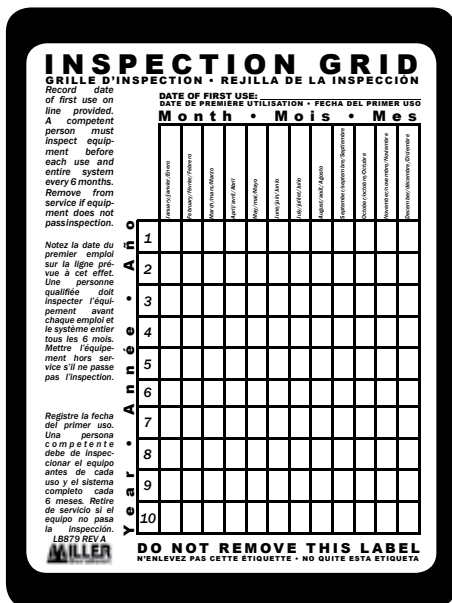 INSPECTION GRID
GRILLE D'INSPECTION • REJILLA DE LA INSPECCIÓN
Record date
of first use on
line provided.
A competent
person must
inspect equip-
ment before
each use and
entire system
every 6 months.
Remove from
service if equip-
ment does not
pass inspection.
Notez la date du
premier emploi
sur la ligne pré-
vue à cet effet.
Une personne
qualifiée doit
inspecter l'équi-
pement avant
chaque emploi et
le système entier
tous les 6 mois.
Mettre l'équipe-
ment hors ser-
vice s'il ne passe
pas l'inspection.
Registre la fecha
del primer uso.
Una persona
competente
debe de inspec-
cionar el equipo
antes de cada
uso y el sistema
completo cada
6 meses. Retire
de servicio si el
equipo no pasa
la inspección.
LB879 REV A
MILLER
DATE OF FIRST USE:
DATE DE PREMIÈRE UTILISATION • FECHA DEL PRIMER USO
Month • Mois • Mes
January/janvier/Enero
February/février/Febrero
March/mars/Marzo
April/avril/Abril
May/mai/Mayo
June/juin/Junio
July/juillet/Julio
August/août/Agosto
September/septembre/Septiembre
October/octobre/Octubre
November/novembre/Noviembre
December/décembre/Diciembre
Year • Année • Año
1
2
3
4
5
6
7
8
9
10
DO NOT REMOVE THIS LABEL
N'ENLEVEZ PAS CETTE ÉTIQUETTE • NO QUITE ESTA ETIQUETA